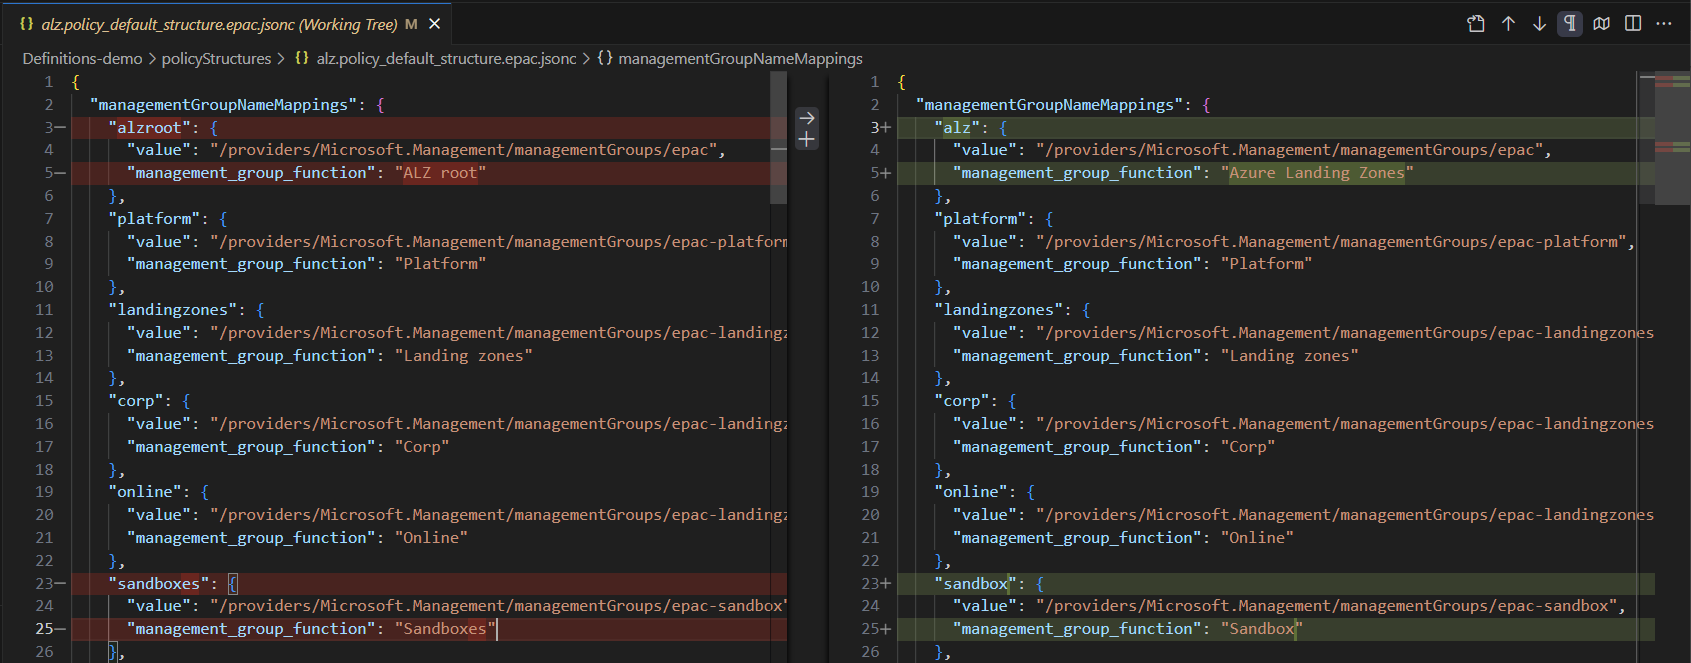 {} alz.policy_default_structure.epac.jsonc (Working Tree) M
Definitions-demo > policyStructures > {} alz.policy_default_structure.epac.jsonc > {} managementGroupNameMappings
1 {
2 "managementGroupNameMappings": {
3— "alzroot": {
4 "value": "/providers/Microsoft.Management/managementGroups/epac",
5— "management_group_function": "ALZ root"
6 },
7 "platform": {
8 "value": "/providers/Microsoft.Management/managementGroups/epac-platform
9 "management_group_function": "Platform"
10 },
11 "landingzones": {
12 "value": "/providers/Microsoft.Management/managementGroups/epac-landingz
13 "management_group_function": "Landing zones"
14 },
15 "corp": {
16 "value": "/providers/Microsoft.Management/managementGroups/epac-landingz
17 "management_group_function": "Corp"
18 },
19 "online": {
20 "value": "/providers/Microsoft.Management/managementGroups/epac-landingz
21 "management_group_function": "Online"
22 },
23— "sandboxes": {
24 "value": "/providers/Microsoft.Management/managementGroups/epac-sandbox"
25— "management_group_function": "Sandboxes"
26 },
1 {
2 "managementGroupNameMappings": {
3+ "alz": {
4 "value": "/providers/Microsoft.Management/managementGroups/epac",
5+ "management_group_function": "Azure Landing Zones"
6 },
7 "platform": {
8 "value": "/providers/Microsoft.Management/managementGroups/epac-platform",
9 "management_group_function": "Platform"
10 },
11 "landingzones": {
12 "value": "/providers/Microsoft.Management/managementGroups/epac-landingzones
13 "management_group_function": "Landing zones"
14 },
15 "corp": {
16 "value": "/providers/Microsoft.Management/managementGroups/epac-landingzones
17 "management_group_function": "Corp"
18 },
19 "online": {
20 "value": "/providers/Microsoft.Management/managementGroups/epac-landingzones
21 "management_group_function": "Online"
22 },
23+ "sandbox": {
24 "value": "/providers/Microsoft.Management/managementGroups/epac-sandbox",
25+ "management_group_function": "Sandbox"
26 },